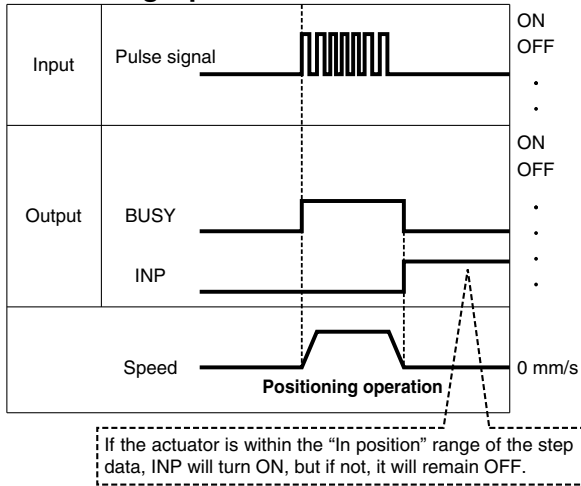 Input
Pulse signal
ON
OFF
Output
BUSY
INP
ON
OFF
Speed
0 mm/s
Positioning operation
If the actuator is within the “In position” range of the step
data, INP will turn ON, but if not, it will remain OFF.